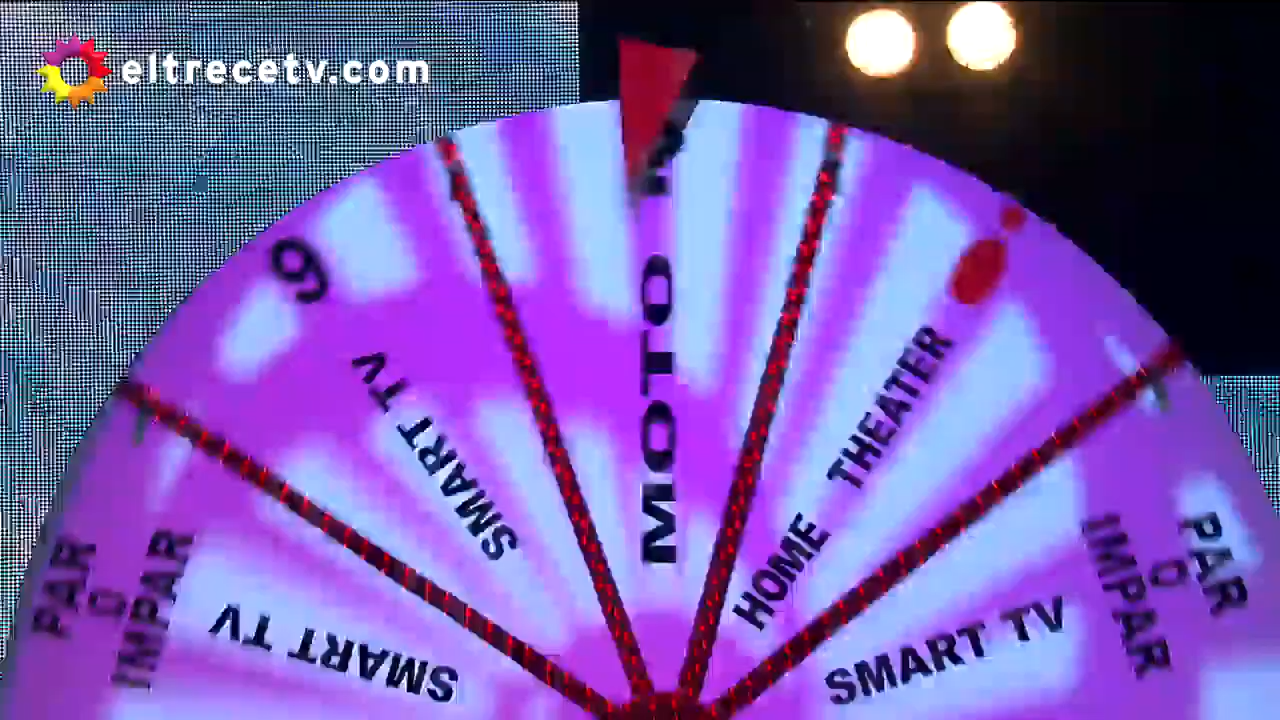 eltrecetv.com
9
SMART TV
MOTO
HOME THEATER
PAR
O
IMPAR
SMART TV
SMART TV
PAR
O
IMPAR